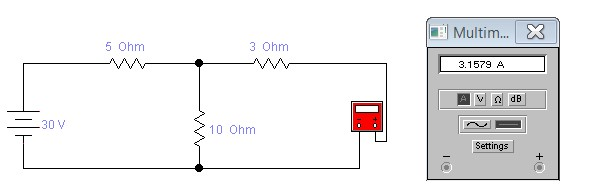 5 Ohm
3 Ohm
30 V
10 Ohm
Multim...
3.1579 A
A V Ω dB
Settings
− +